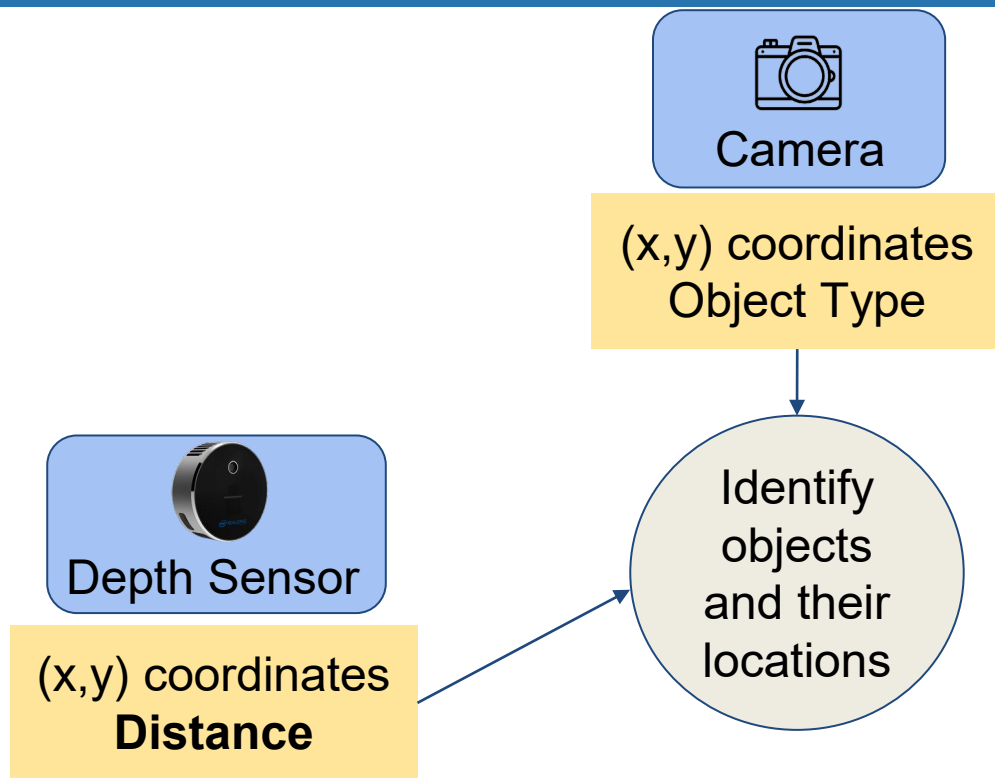 Camera
(x,y) coordinates
Object Type
Identify
objects
and their
locations
Depth Sensor
(x,y) coordinates
Distance